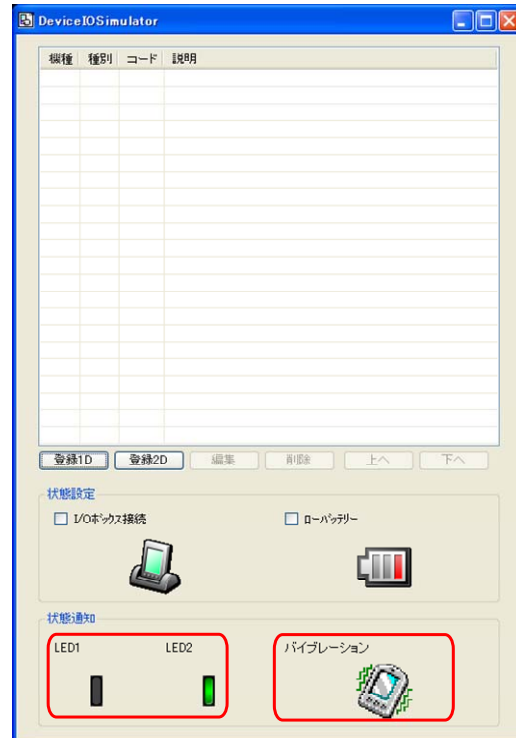 DeviceIOSimulator
機種 種別 コード 説明
登録1D 登録2D 編集 削除 上へ 下へ
状態設定
I/Oボックス接続 ローバッテリー
状態通知
LED1 LED2 バイブレーション